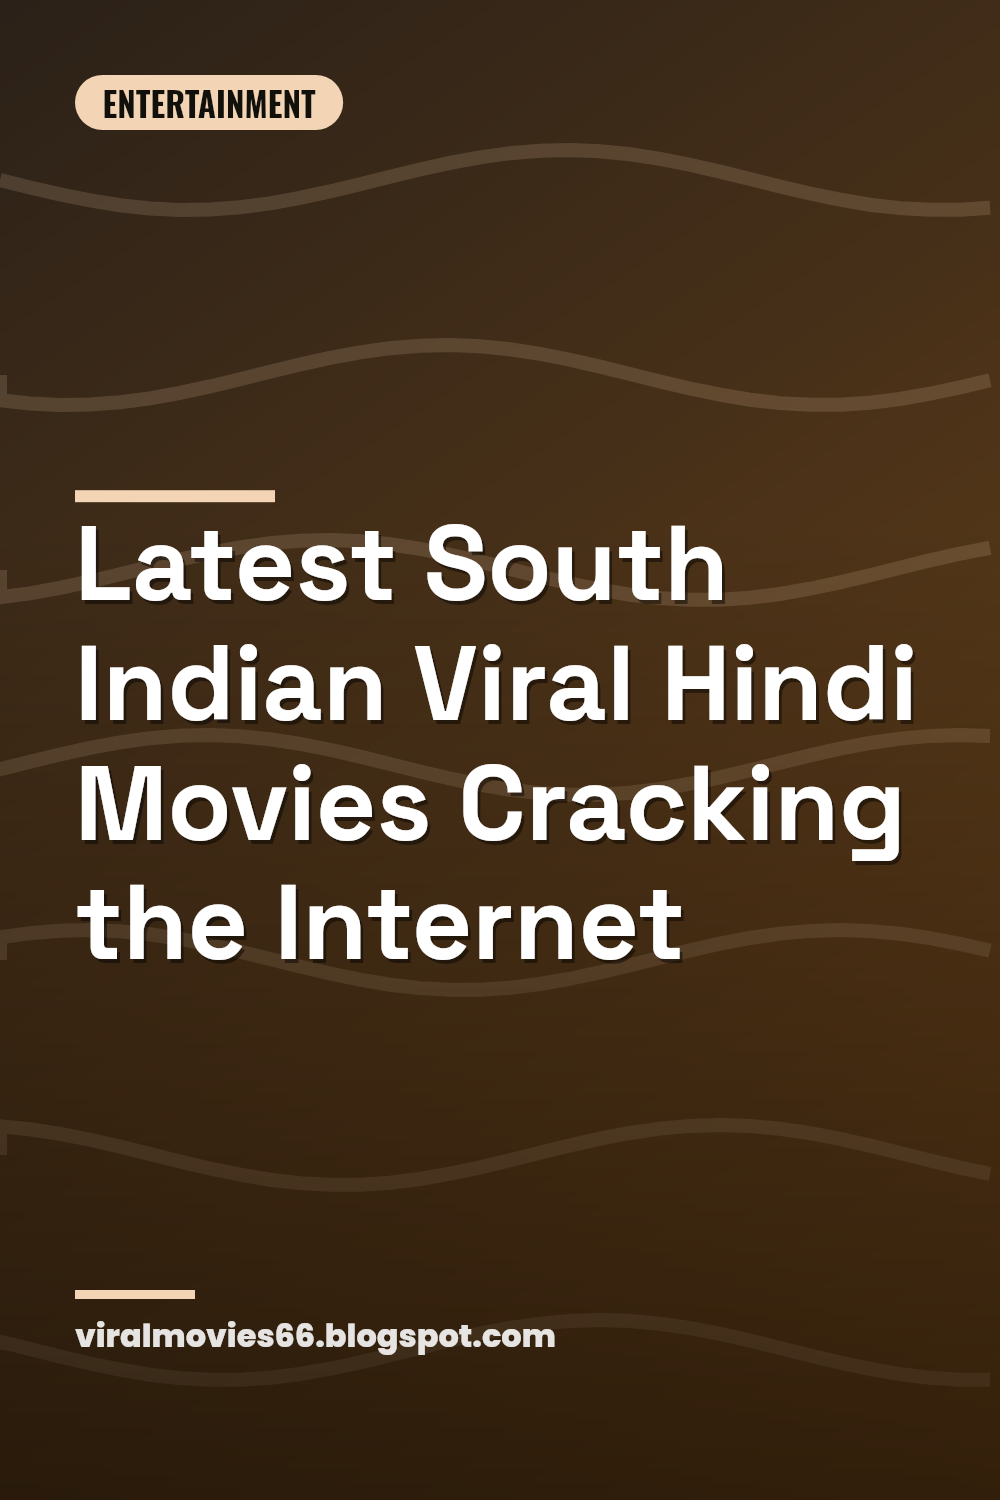 ENTERTAINMENT
Latest South
Indian Viral Hindi
Movies Cracking
the Internet
viralmovies66.blogspot.com